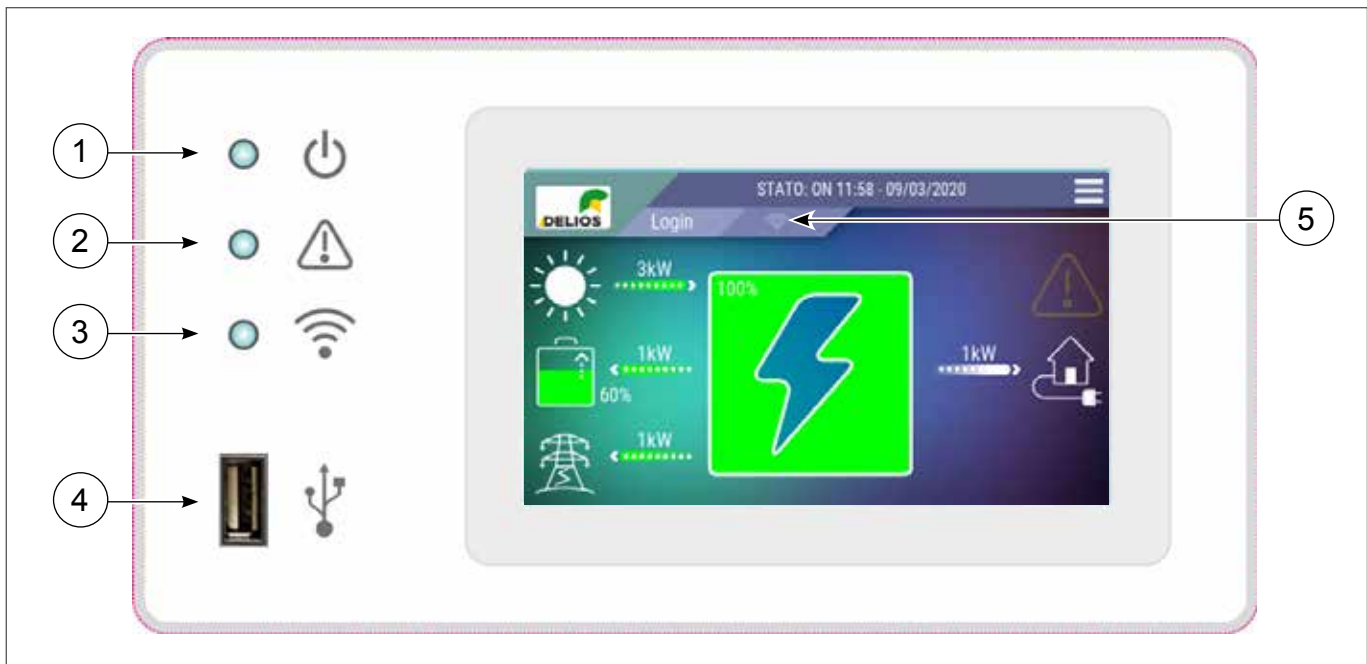 1
2
3
4
5
STATO: ON 11:58 - 09/03/2020
DELIOS
Login
3kW
100%
1kW
60%
1kW
1kW